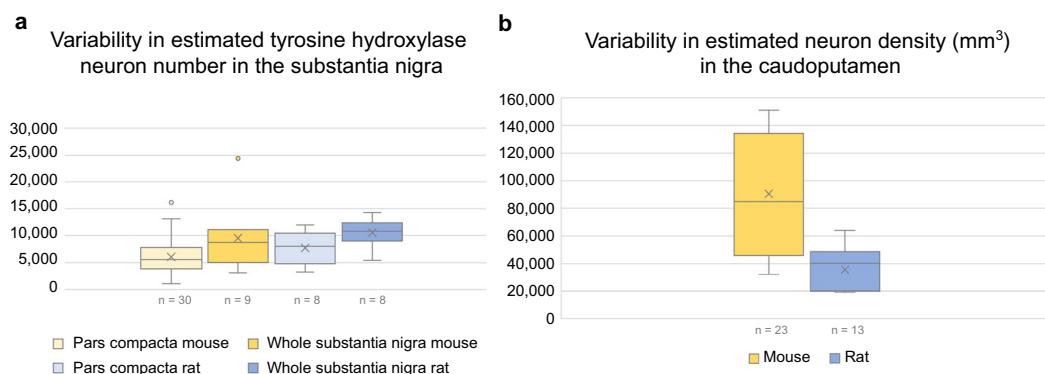 a
Variability in estimated tyrosine hydroxylase
neuron number in the substantia nigra
30,000
25,000
20,000
15,000
10,000
5,000
0
n = 30 n = 9 n = 8 n = 8
Pars compacta mouse Whole substantia nigra mouse
Pars compacta rat Whole substantia nigra rat
b
Variability in estimated neuron density (mm³)
in the caudoputamen
160,000
140,000
120,000
100,000
80,000
60,000
40,000
20,000
0
n = 23 n = 13
Mouse Rat